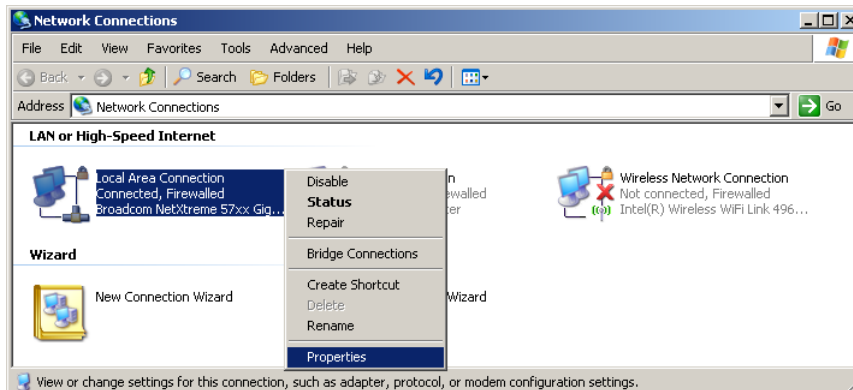 Network Connections
File Edit View Favorites Tools Advanced Help
Back Search Folders
Address Network Connections Go
LAN or High-Speed Internet
Local Area Connection
Connected, Firewalled
Broadcom NetXtreme 57xx Gig...
Disable
Status
Repair
Bridge Connections
Create Shortcut
Delete
Rename
Properties
n
ewalled
ter
Wireless Network Connection
Not connected, Firewalled
Intel(R) Wireless WiFi Link 496...
Wizard
New Connection Wizard
Wizard
View or change settings for this connection, such as adapter, protocol, or modem configuration settings.